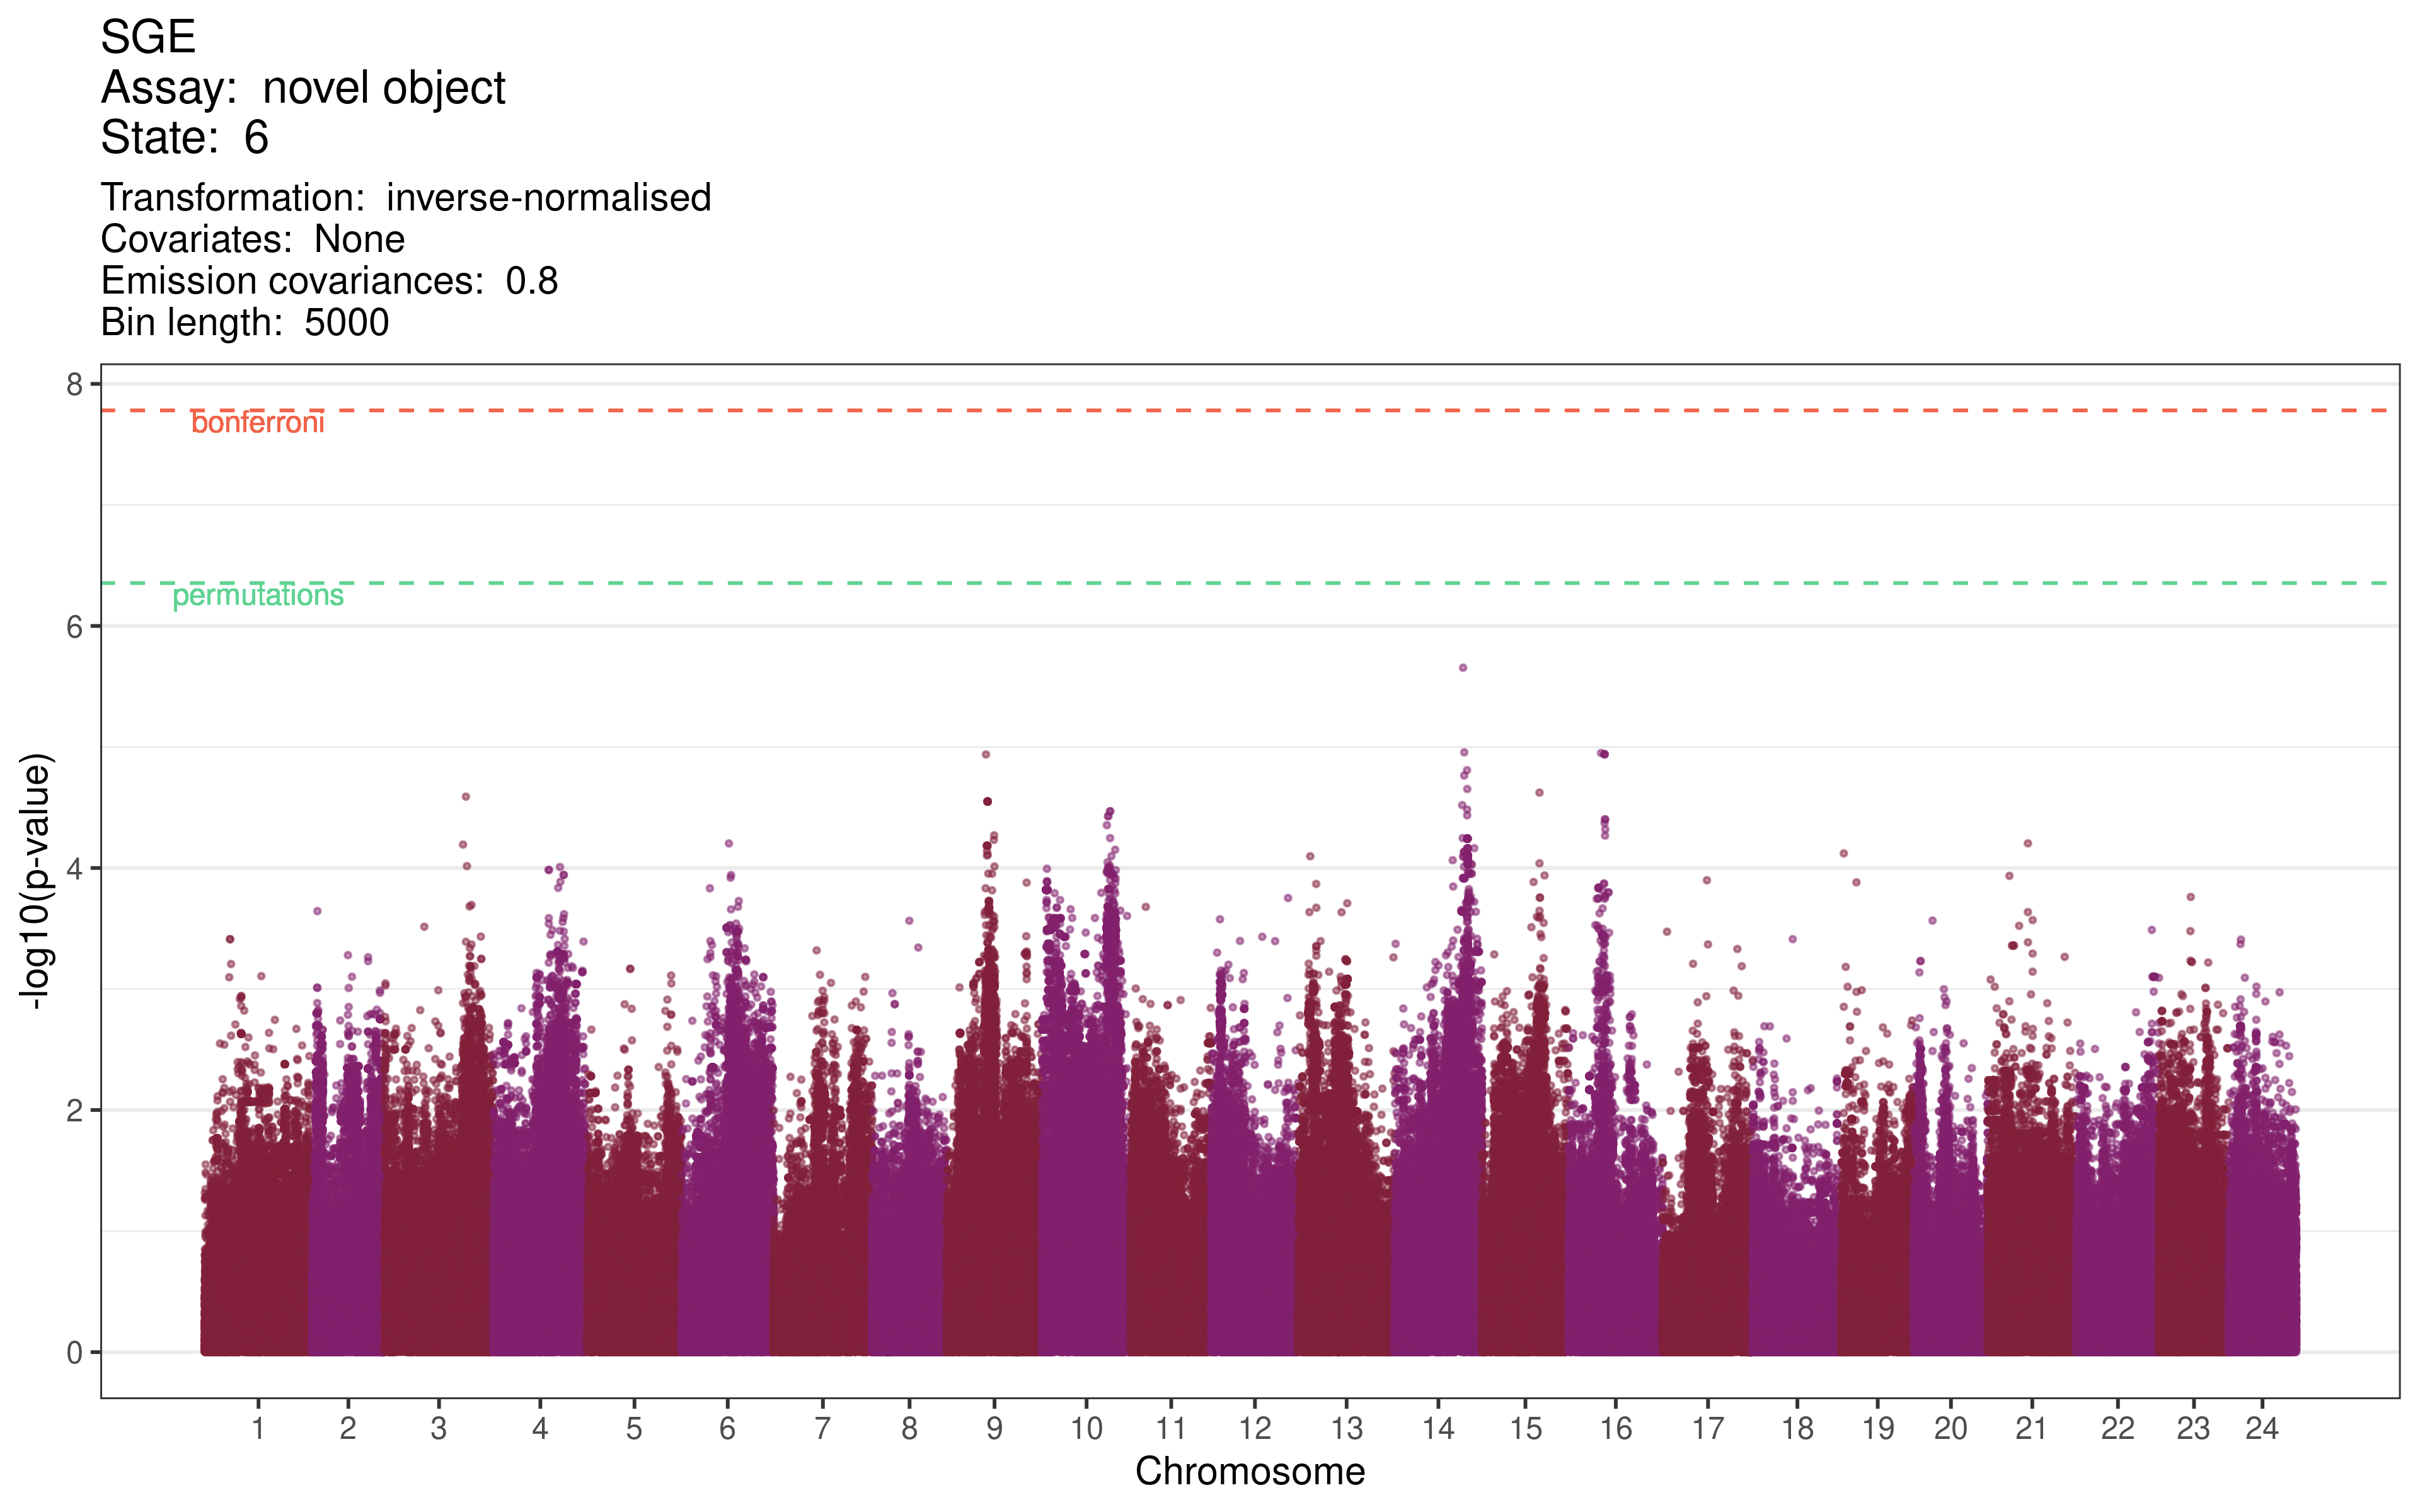 SGE
Assay:  novel object
State:  6
Transformation:  inverse-normalised
Covariates:  None
Emission covariances:  0.8
Bin length:  5000
8
bonferroni
permutations
6
4
2
0
-log10(p-value)
1 2 3 4 5 6 7 8 9 10 11 12 13 14 15 16 17 18 19 20 21 22 23 24
Chromosome